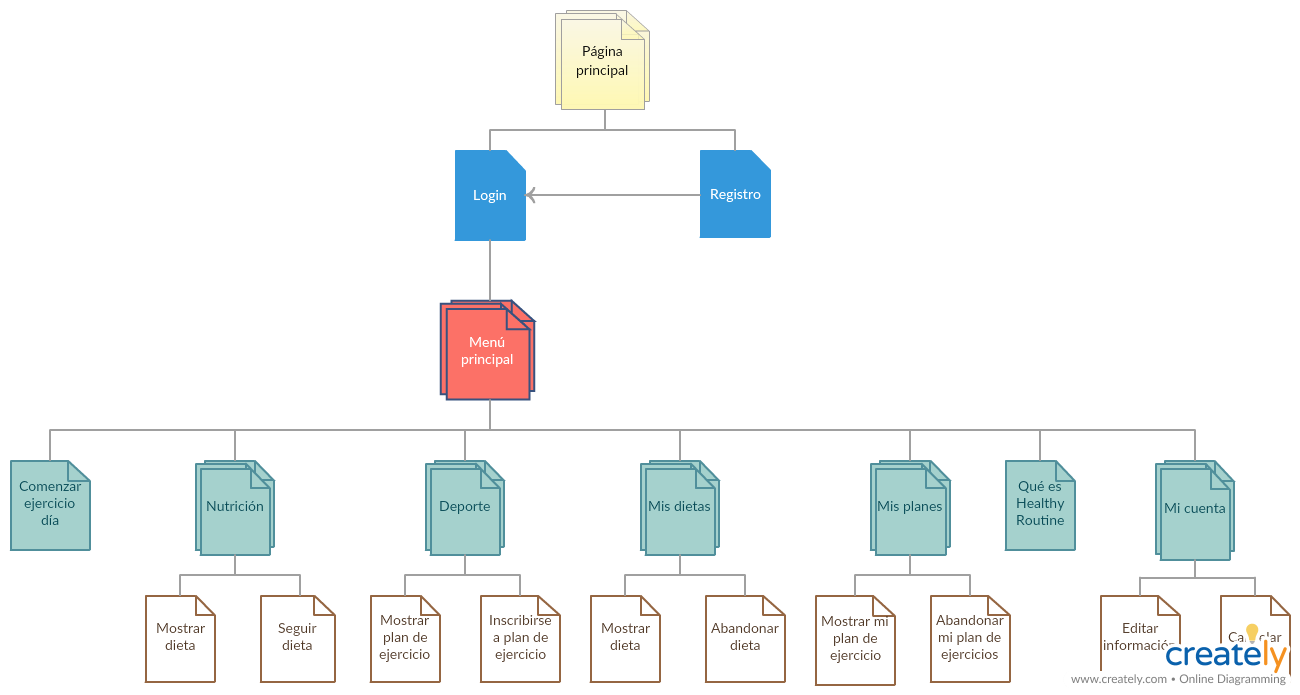 Página
principal
Login
Registro
Menú
principal
Comenzar
ejercicio
día
Nutrición
Deporte
Mis dietas
Mis planes
Qué es
Healthy
Routine
Mi cuenta
Mostrar
dieta
Seguir
dieta
Mostrar
plan de
ejercicio
Inscribirse
a plan de
ejercicio
Mostrar
dieta
Abandonar
dieta
Mostrar mi
plan de
ejercicio
Abandonar
mi plan de
ejercicios
Editar
información
creately
www.creately.com • Online Diagramming